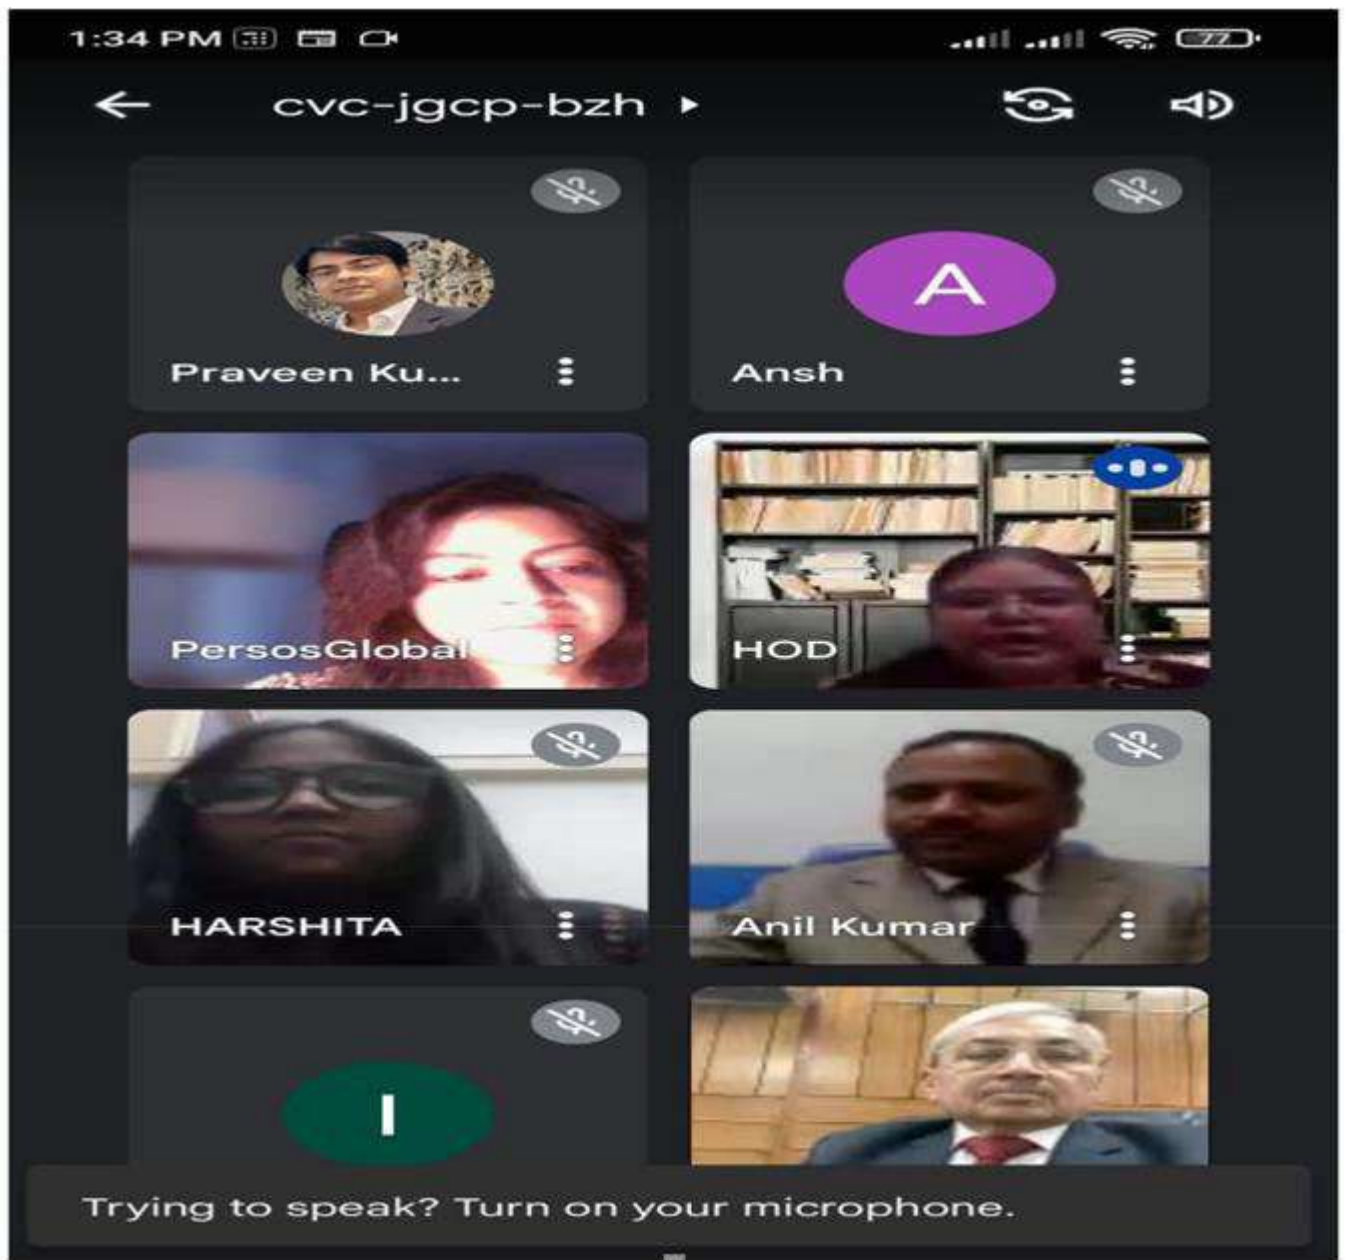 1:34 PM
77
cvc-jgcp-bzh
Praveen Ku...
A
Ansh
PersosGlobal
HOD
HARSHITA
Anil Kumar
I
Trying to speak? Turn on your microphone.